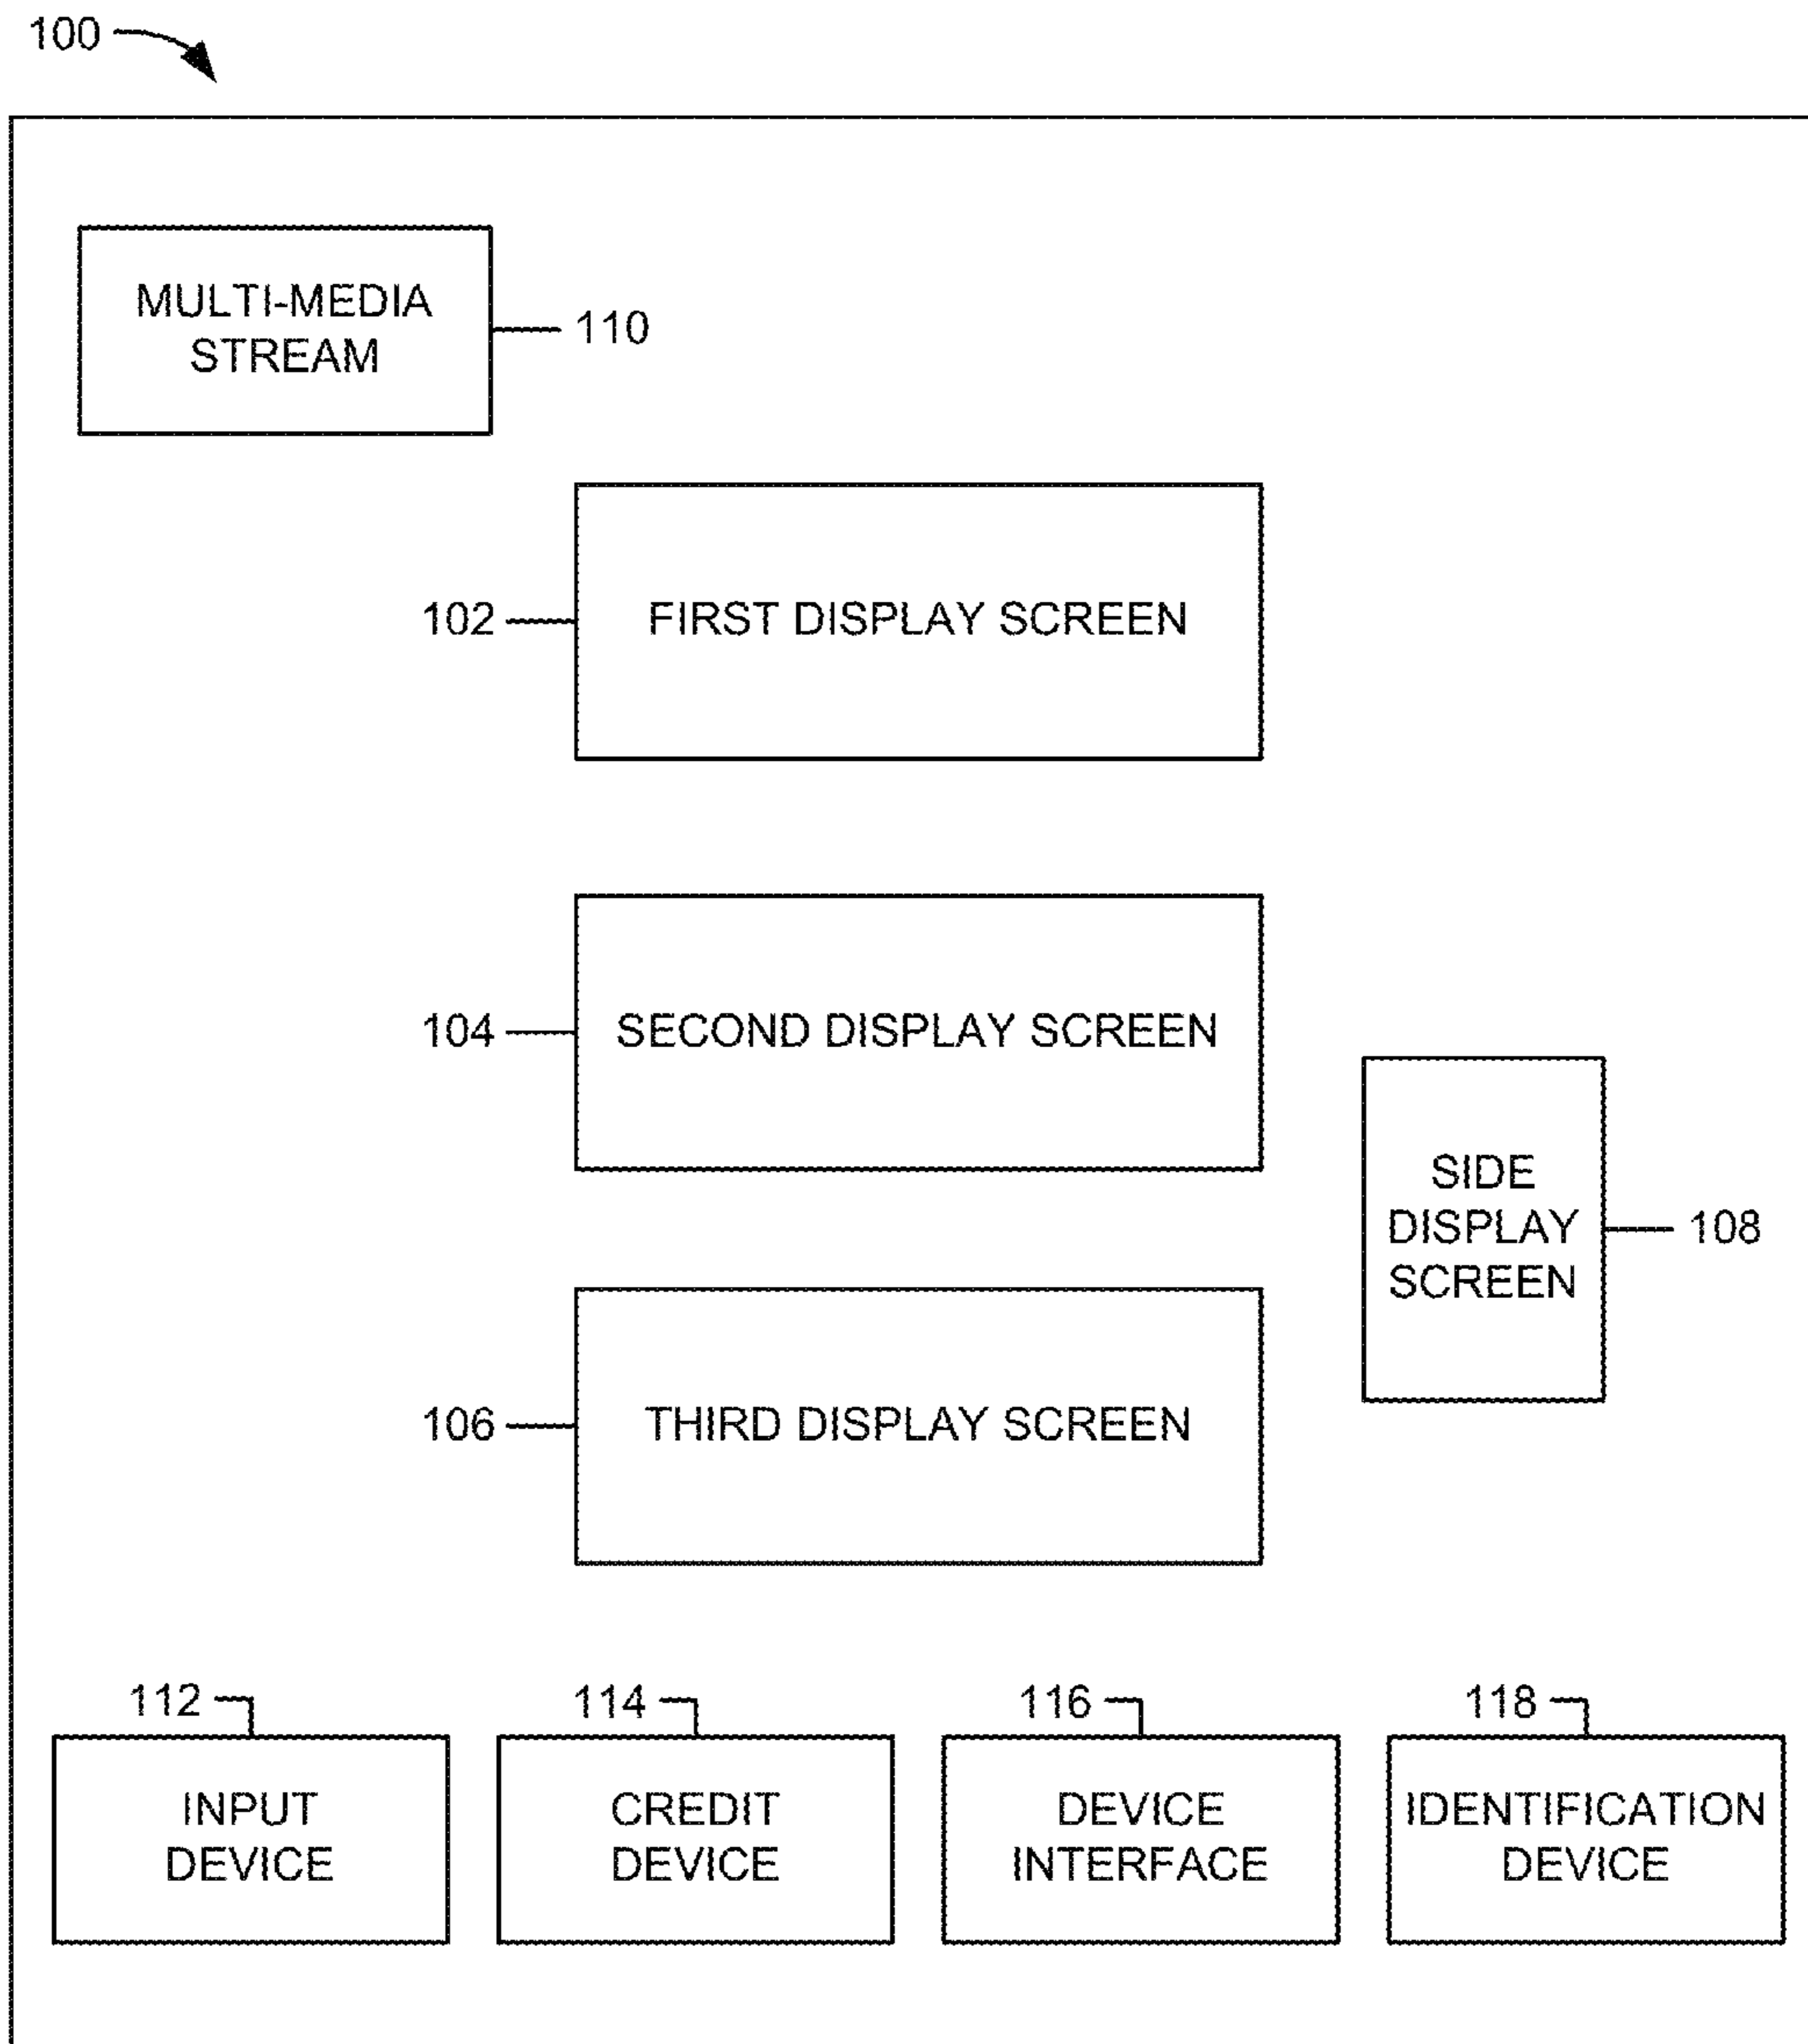 100
MULTI-MEDIA
STREAM
110
102
FIRST DISPLAY SCREEN
104
SECOND DISPLAY SCREEN
SIDE
DISPLAY
SCREEN
108
106
THIRD DISPLAY SCREEN
112
INPUT
DEVICE
114
CREDIT
DEVICE
116
DEVICE
INTERFACE
118
IDENTIFICATION
DEVICE